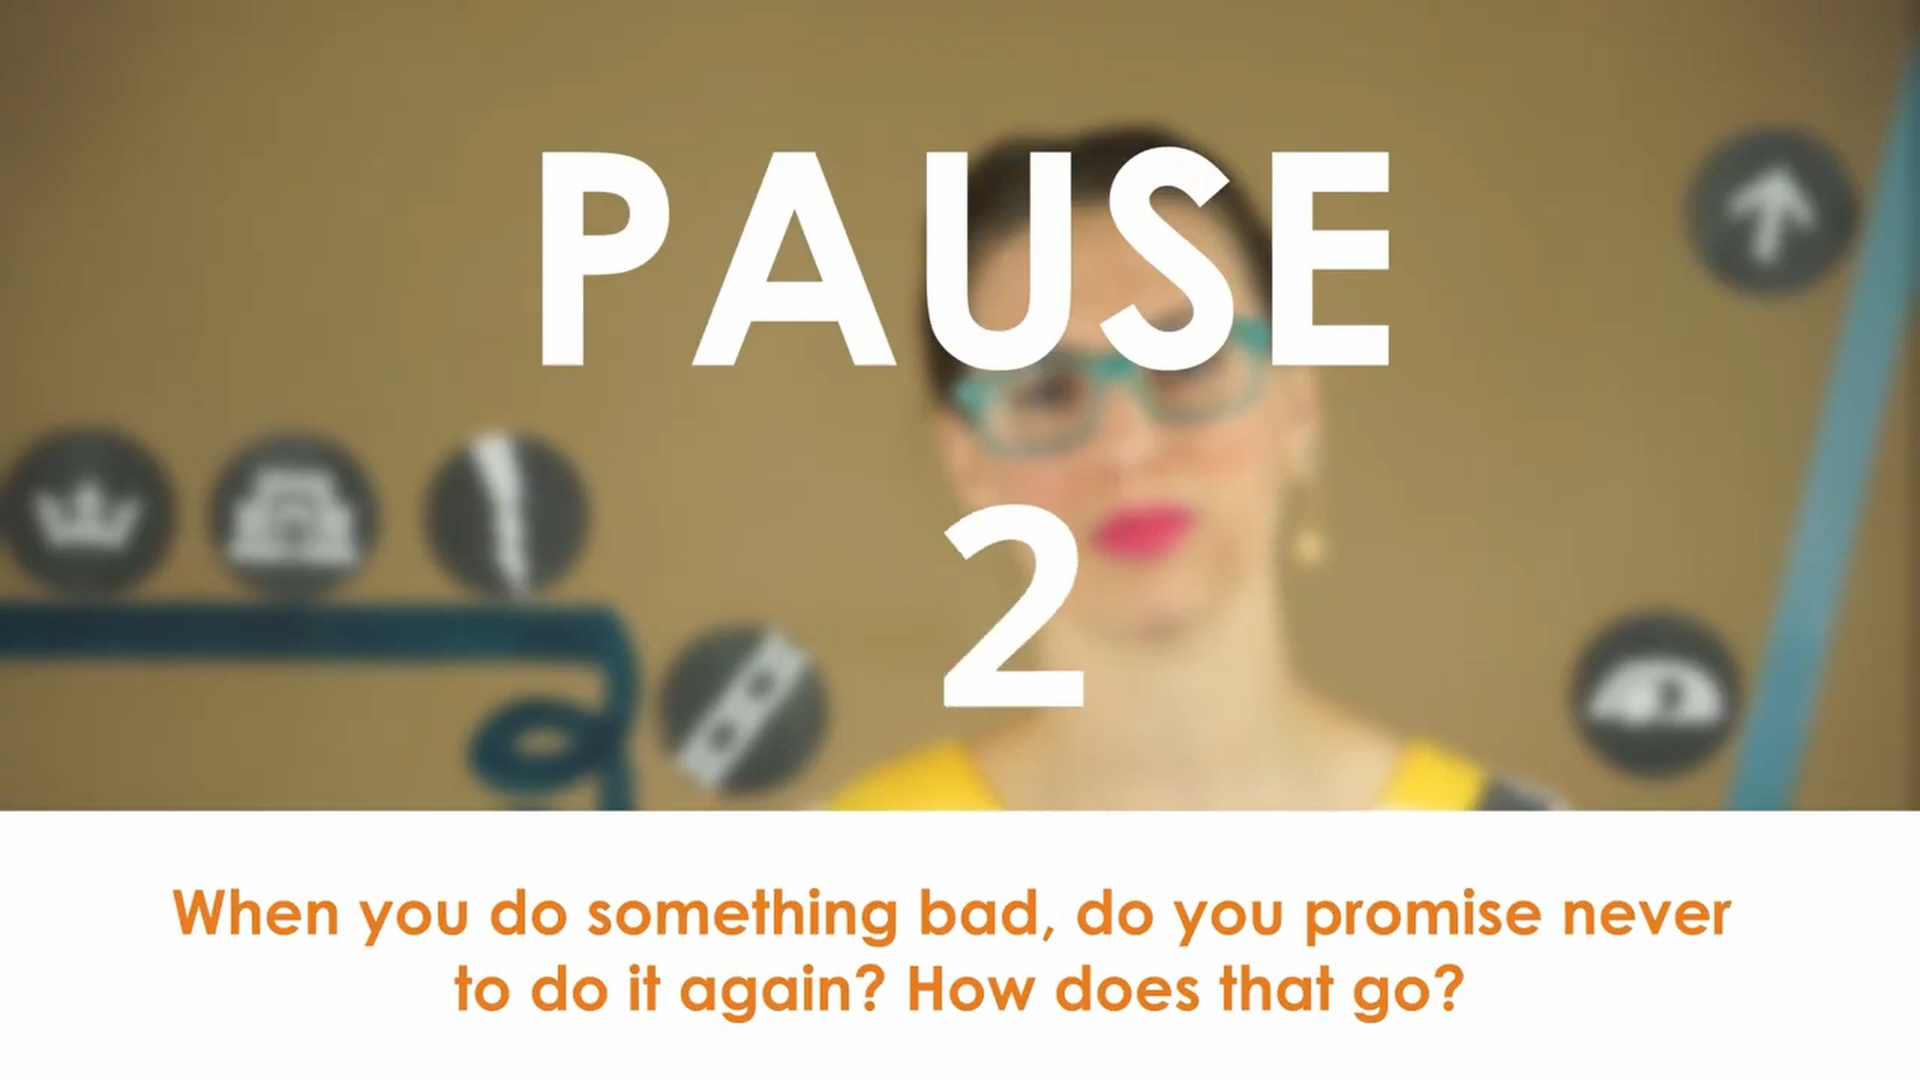 PAUSE
2
When you do something bad, do you promise never
to do it again? How does that go?